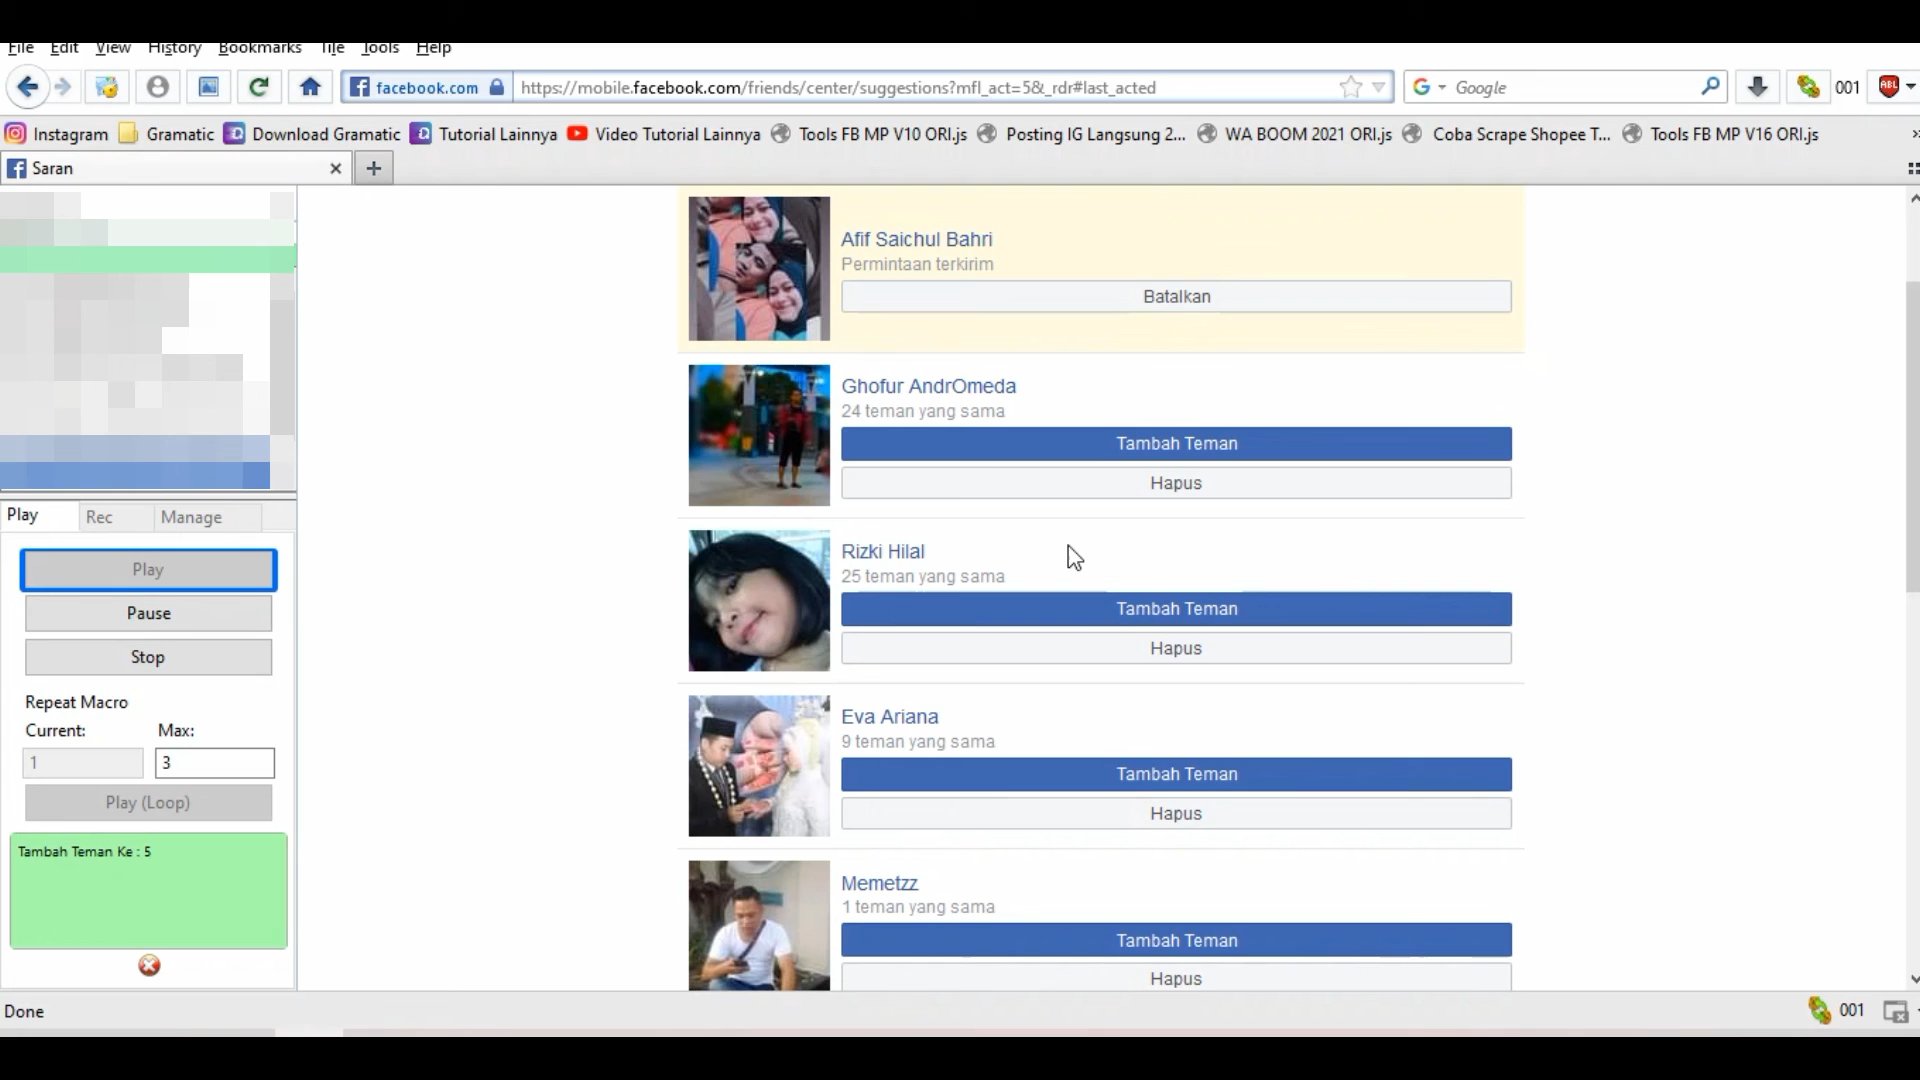 File Edit View History Bookmarks Tile Tools Help
facebook.com https://mobile.facebook.com/friends/center/suggestions?mfl_act=5&_rdr#last_acted Google 001 ABL
Instagram Gramatic Download Gramatic Tutorial Lainnya Video Tutorial Lainnya Tools FB MP V10 ORI.js Posting IG Langsung 2... WA BOOM 2021 ORI.js Coba Scrape Shopee T... Tools FB MP V16 ORI.js
Saran
Afif Saichul Bahri
Permintaan terkirim
Batalkan
Ghofur AndrOmeda
24 teman yang sama
Tambah Teman
Hapus
Rizki Hilal
25 teman yang sama
Tambah Teman
Hapus
Eva Ariana
9 teman yang sama
Tambah Teman
Hapus
Memetzz
1 teman yang sama
Tambah Teman
Hapus
Play Rec Manage
Play
Pause
Stop
Repeat Macro
Current: Max:
1 3
Play (Loop)
Tambah Teman Ke : 5
Done 001